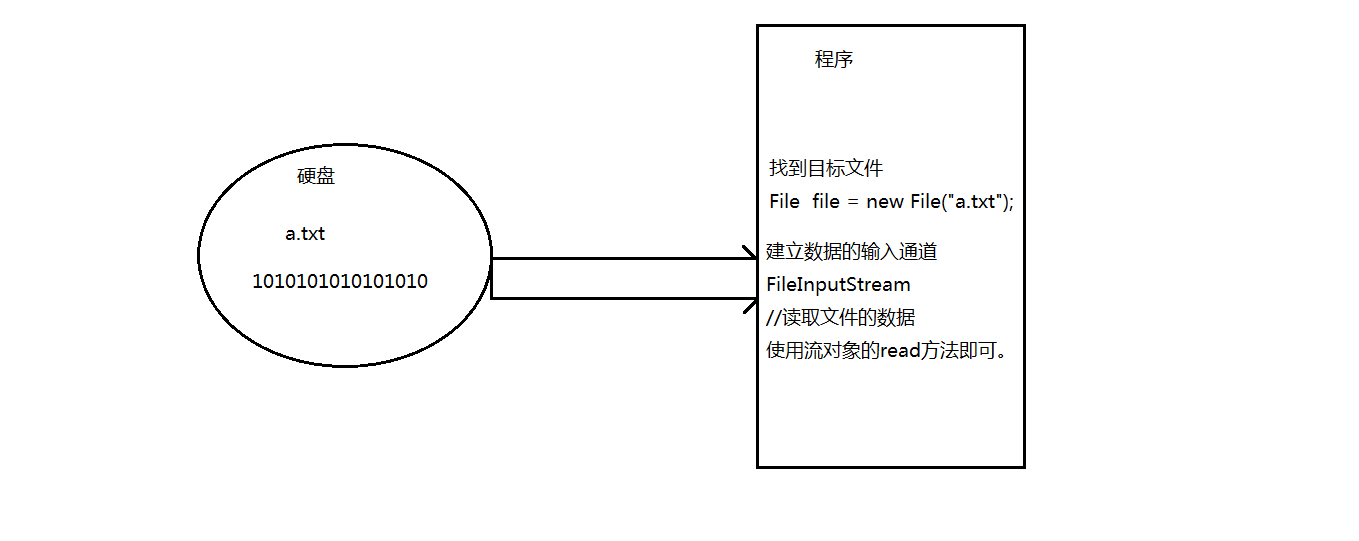 硬盘
a.txt
1010101010101010
程序
找到目标文件
File  file = new File("a.txt");
建立数据的输入通道
FileInputStream
//读取文件的数据
使用流对象的read方法即可。